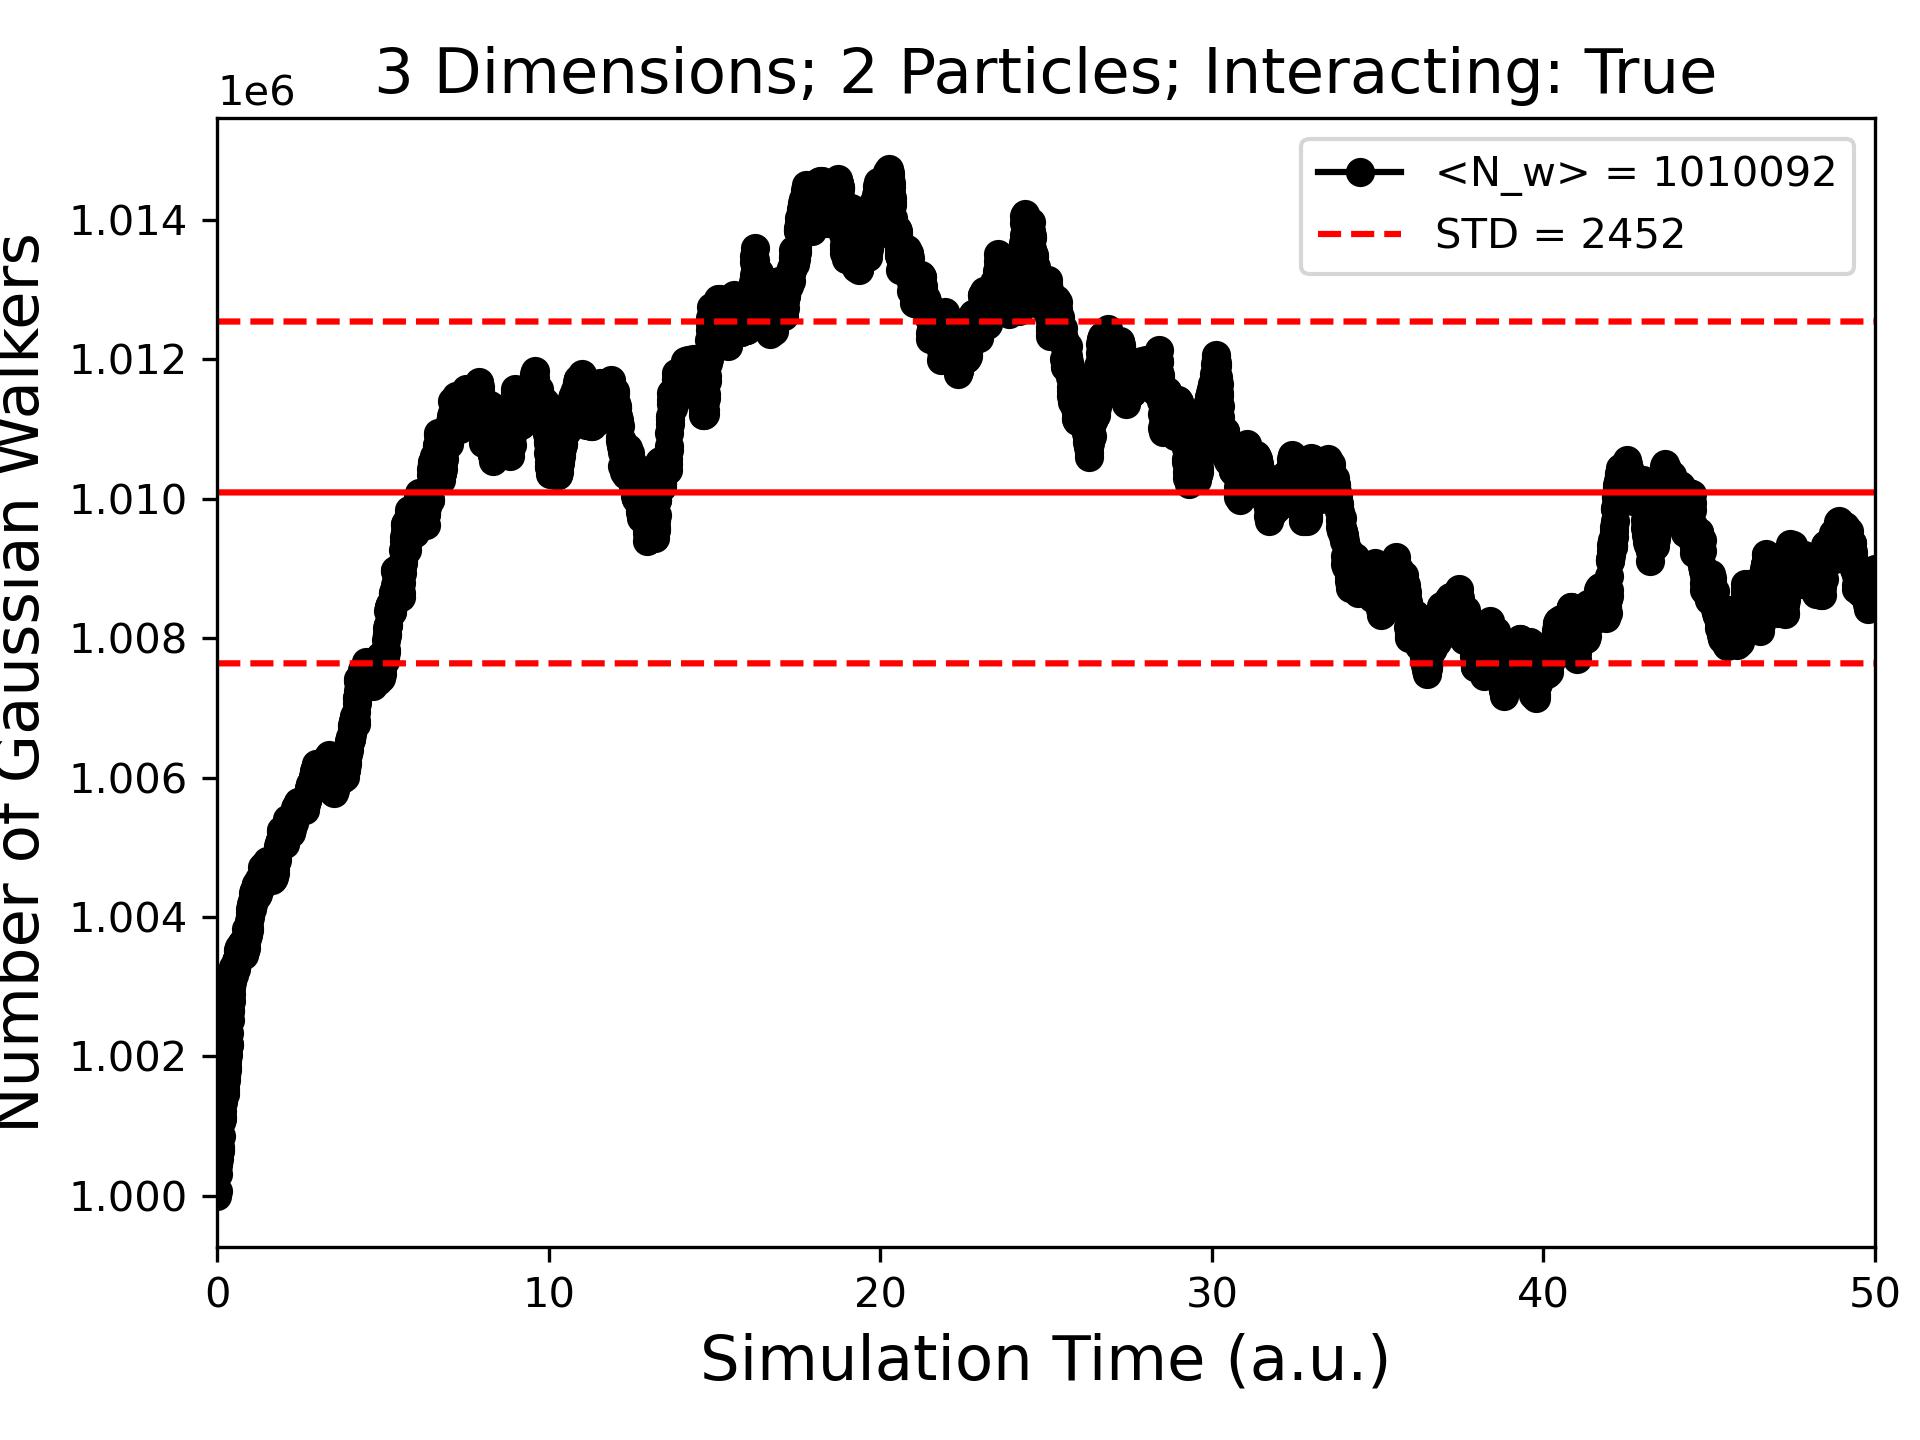 3 Dimensions; 2 Particles; Interacting: True
1e6
<N_w> = 1010092
STD = 2452
Number of Gaussian Walkers
1.014
1.012
1.010
1.008
1.006
1.004
1.002
1.000
0 10 20 30 40 50
Simulation Time (a.u.)